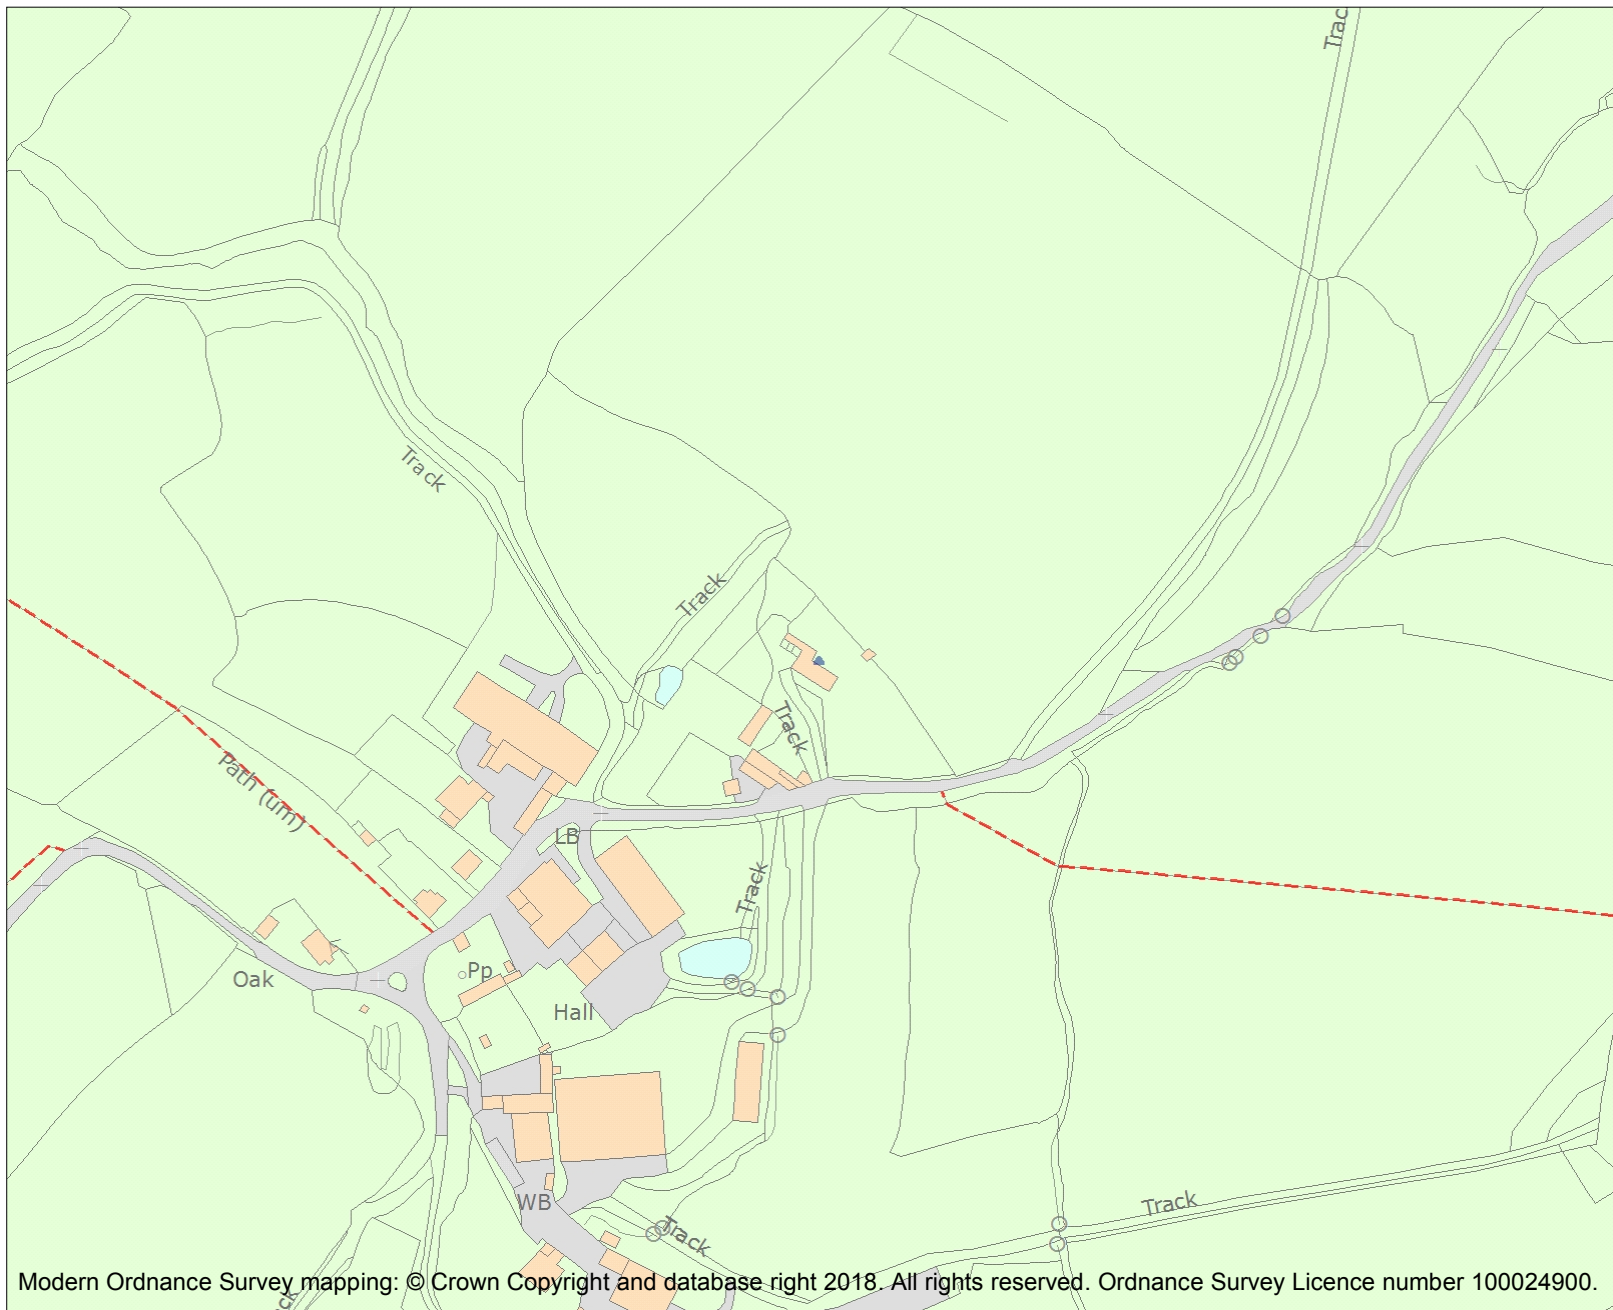 Trac
Track
Track
Track
Path (um)
LB
Track
Oak
Pp
Hall
Track
WB
Track
ck
Modern Ordnance Survey mapping: © Crown Copyright and database right 2018. All rights reserved. Ordnance Survey Licence number 100024900.